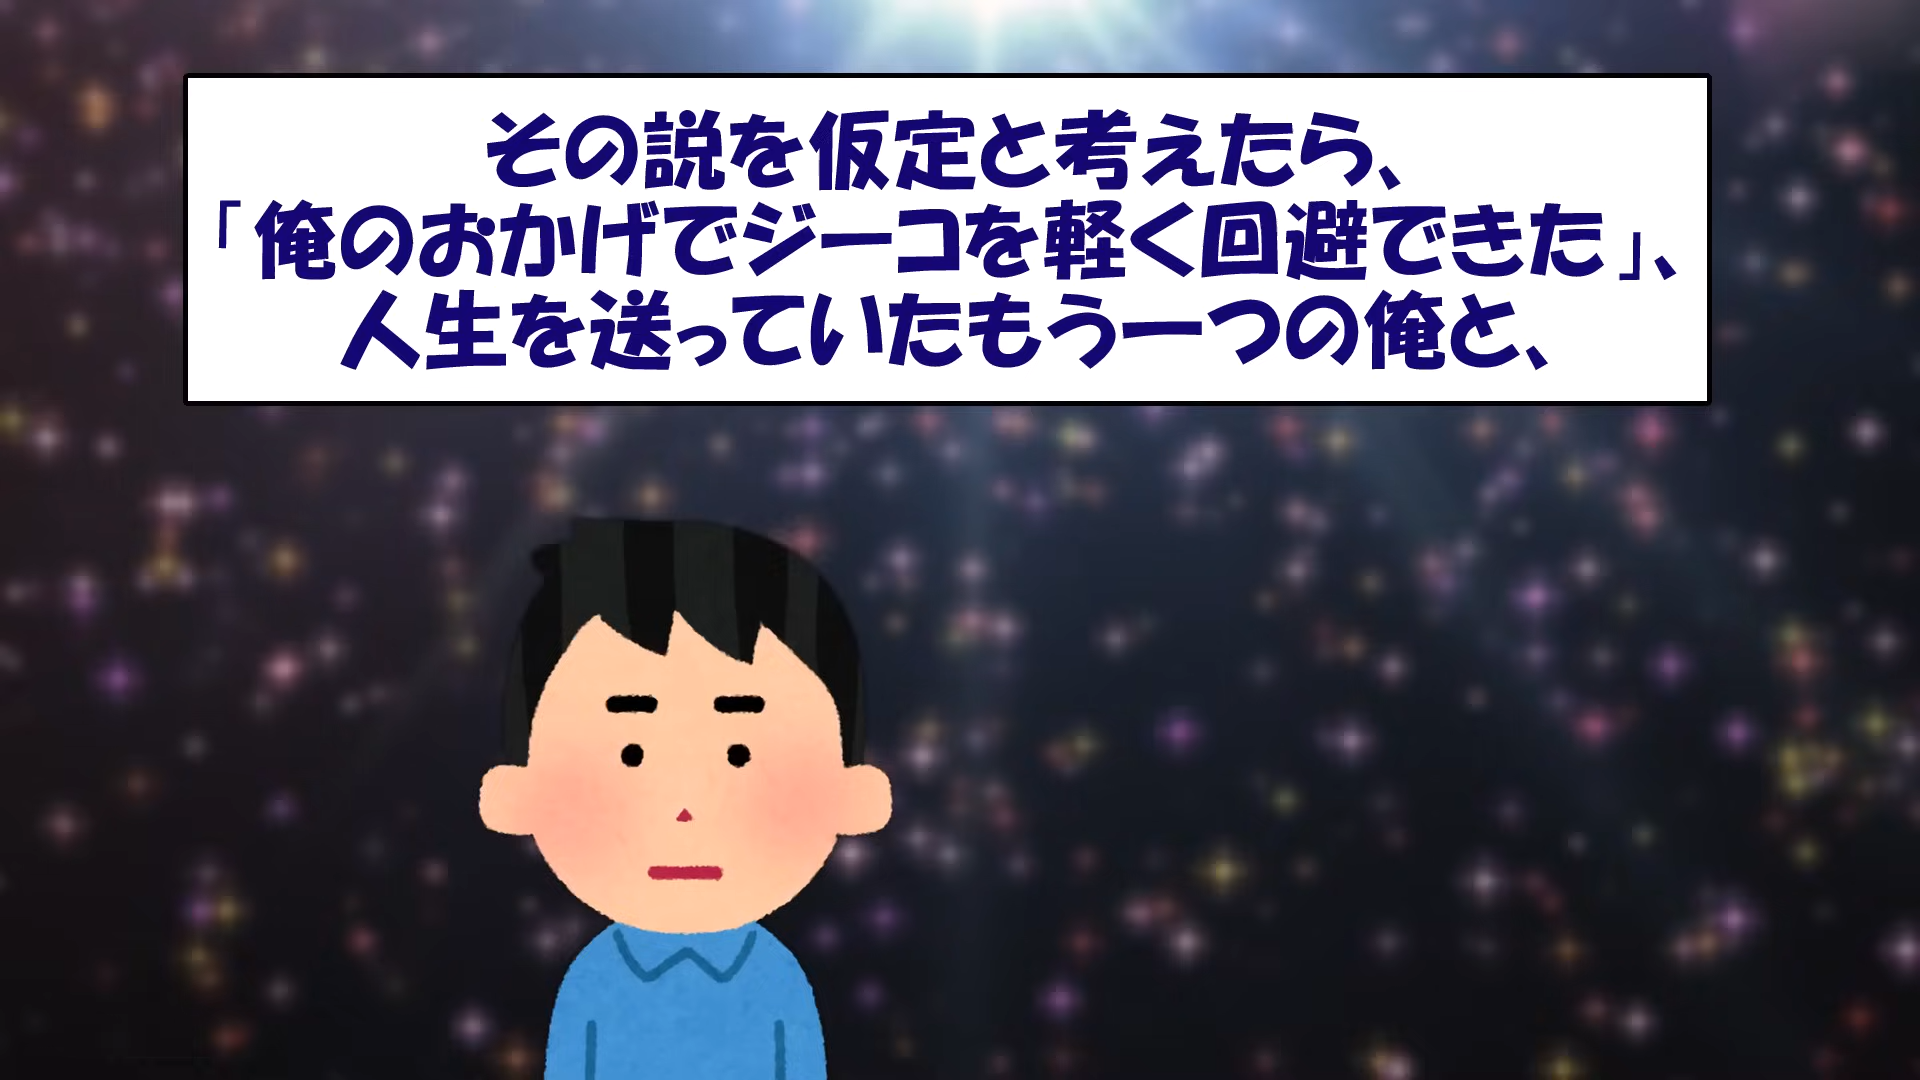 その説を仮定と考えたら、
「俺のおかげでジーコを軽く回避できた」、
人生を送っていたもう一つの俺と、